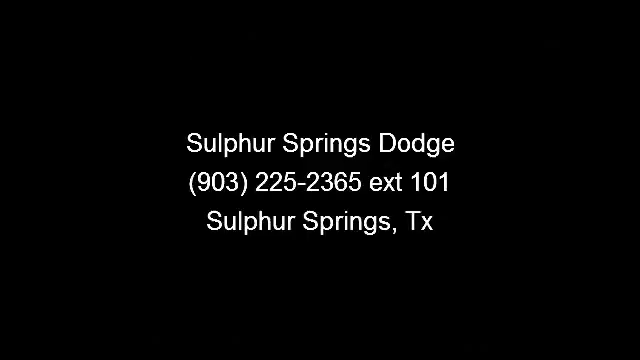 Sulphur Springs Dodge
(903) 225-2365 ext 101
Sulphur Springs, Tx